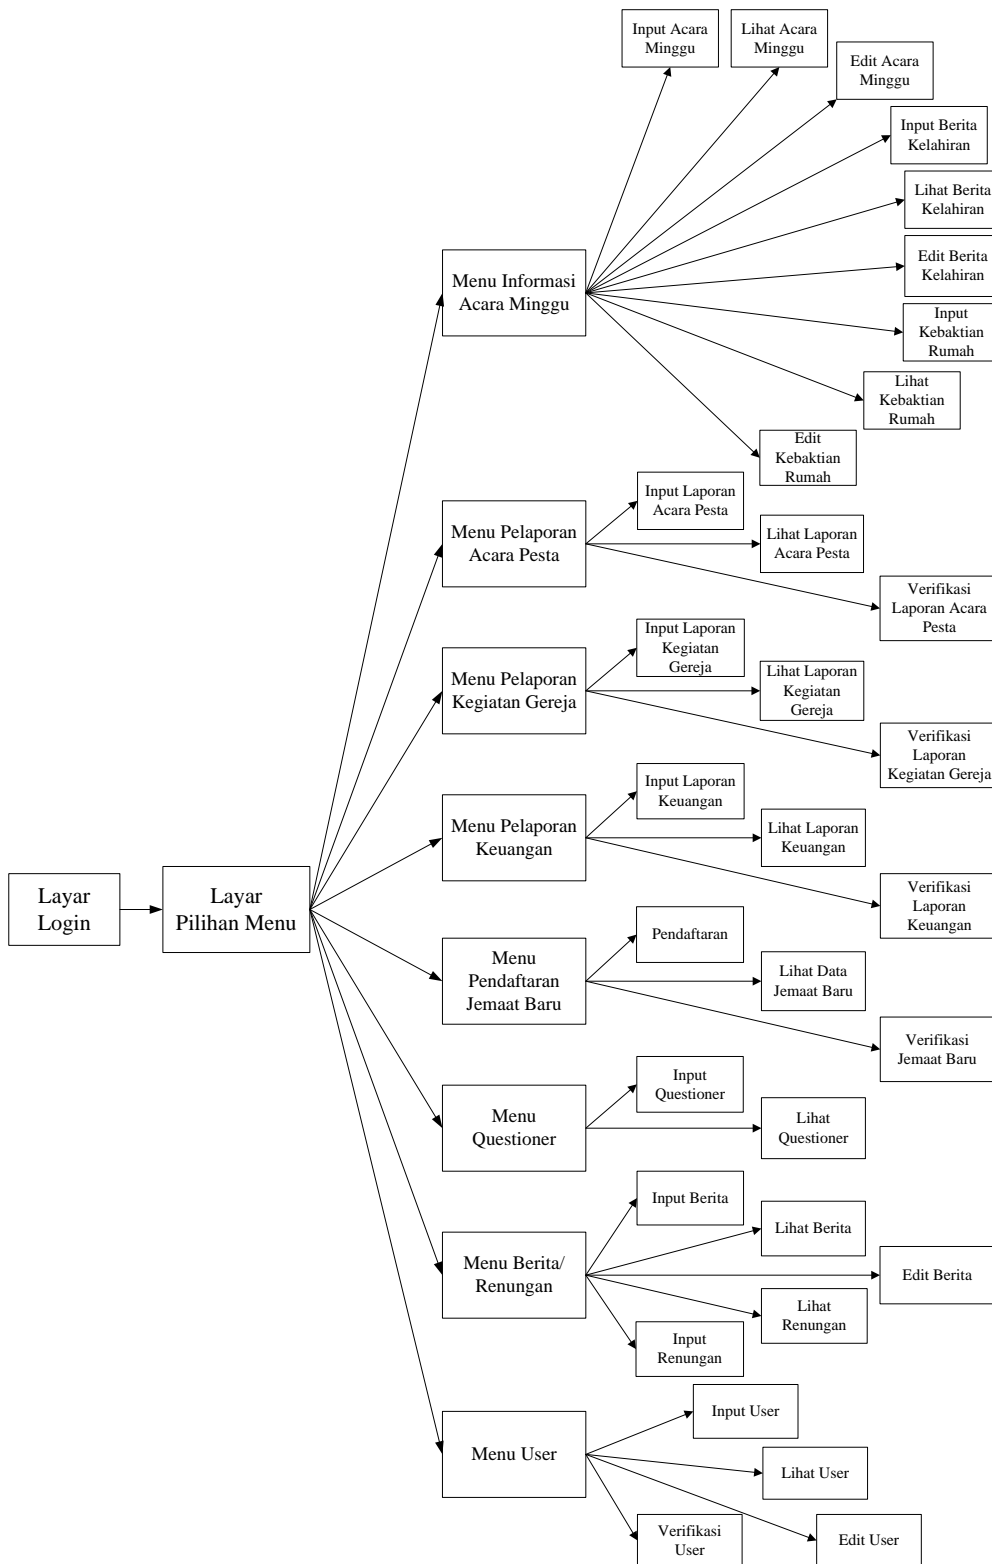 Input Acara
Minggu
Lihat Acara
Minggu
Edit Acara
Minggu
Input Berita
Kelahiran
Lihat Berita
Kelahiran
Edit Berita
Kelahiran
Input
Kebaktian
Rumah
Lihat
Kebaktian
Rumah
Edit
Kebaktian
Rumah
Menu Informasi
Acara Minggu
Input Laporan
Acara Pesta
Menu Pelaporan
Acara Pesta
Lihat Laporan
Acara Pesta
Verifikasi
Laporan Acara
Pesta
Input Laporan
Kegiatan
Gereja
Menu Pelaporan
Kegiatan Gereja
Lihat Laporan
Kegiatan
Gereja
Verifikasi
Laporan
Kegiatan Gereja
Input Laporan
Keuangan
Menu Pelaporan
Keuangan
Lihat Laporan
Keuangan
Verifikasi
Laporan
Keuangan
Layar
Login
Layar
Pilihan Menu
Pendaftaran
Menu
Pendaftaran
Jemaat Baru
Lihat Data
Jemaat Baru
Verifikasi
Jemaat Baru
Input
Questioner
Menu
Questioner
Lihat
Questioner
Input Berita
Lihat Berita
Menu Berita/
Renungan
Edit Berita
Lihat
Renungan
Input
Renungan
Input User
Menu User
Lihat User
Verifikasi
User
Edit User